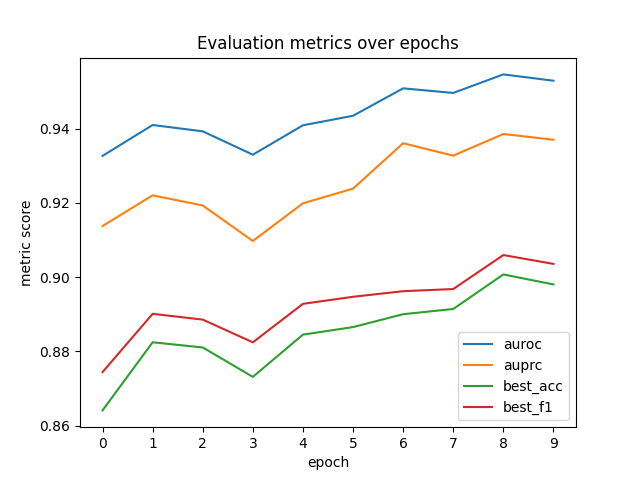 Evaluation metrics over epochs
metric score
0.94
0.92
0.90
0.88
0.86
0 1 2 3 4 5 6 7 8 9
epoch
auroc
auprc
best_acc
best_f1